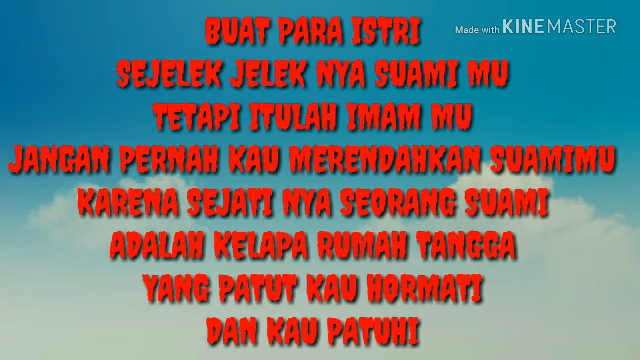 BUAT PARA ISTRI
Made with KINEMASTER
SEJELEK JELEK NYA SUAMI MU
TETAPI ITULAH IMAM MU
JANGAN PERNAH KAU MERENDAHKAN SUAMIMU
KARENA SEJATI NYA SEORANG SUAMI
ADALAH KELAPA RUMAH TANGGA
YANG PATUT KAU HORMATI
DAN KAU PATUHI